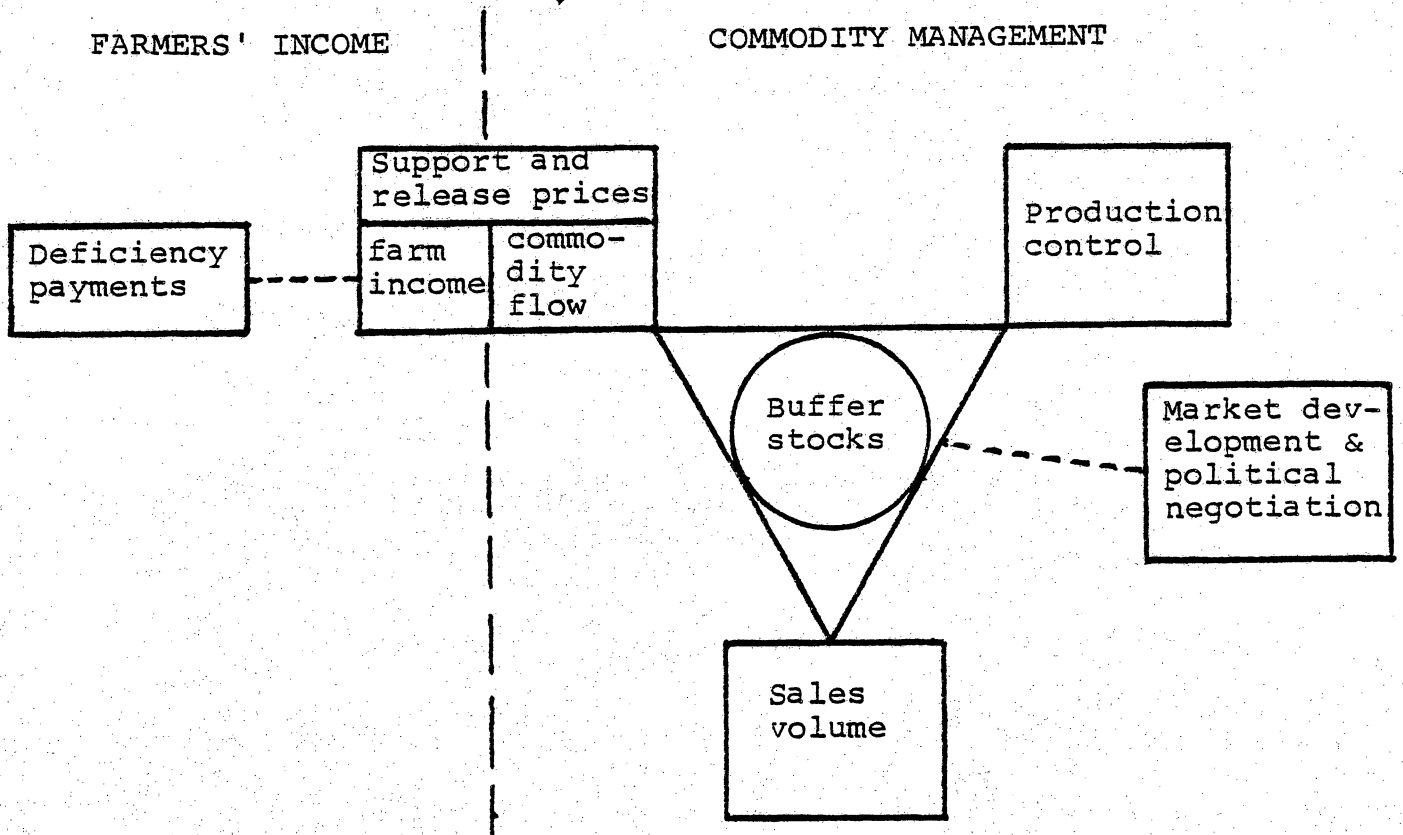 FARMERS' INCOME
COMMODITY MANAGEMENT
Support and
release prices
farm
income
commo-
dity
flow
Deficiency
payments
Production
control
Buffer
stocks
Market dev-
elopment &
political
negotiation
Sales
volume